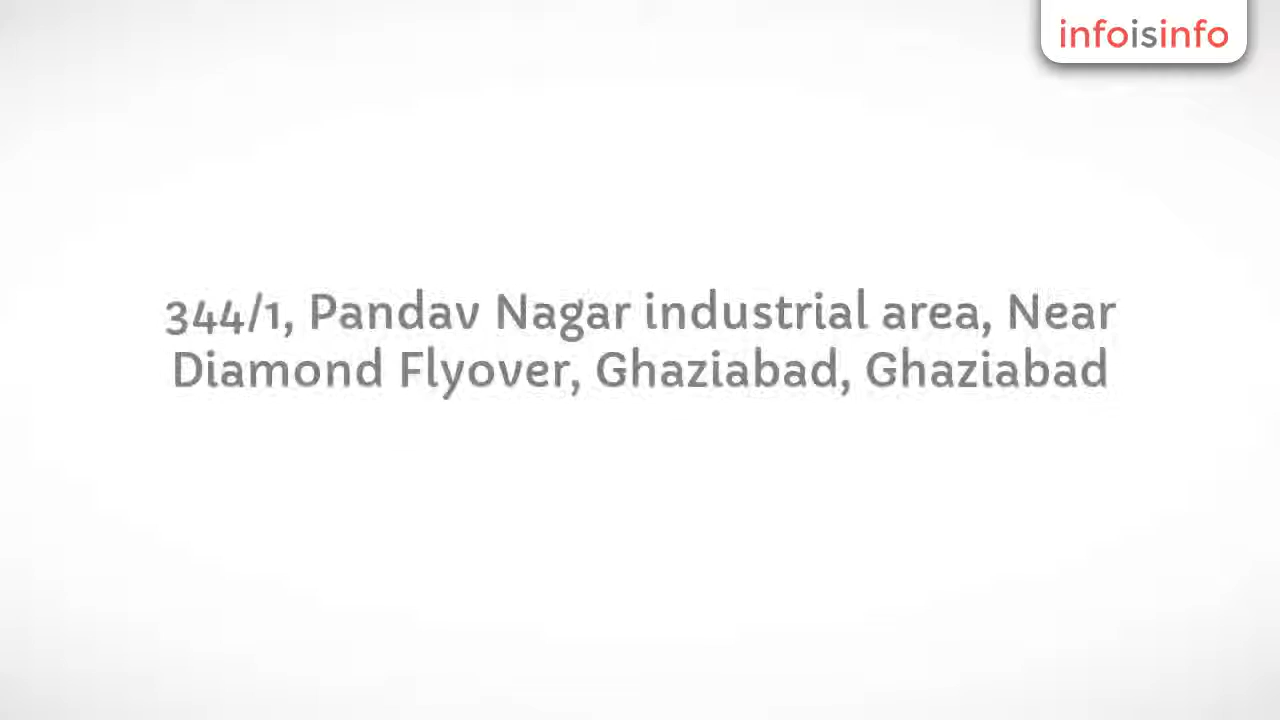 infoisinfo
344/1, Pandav Nagar industrial area, Near
Diamond Flyover, Ghaziabad, Ghaziabad